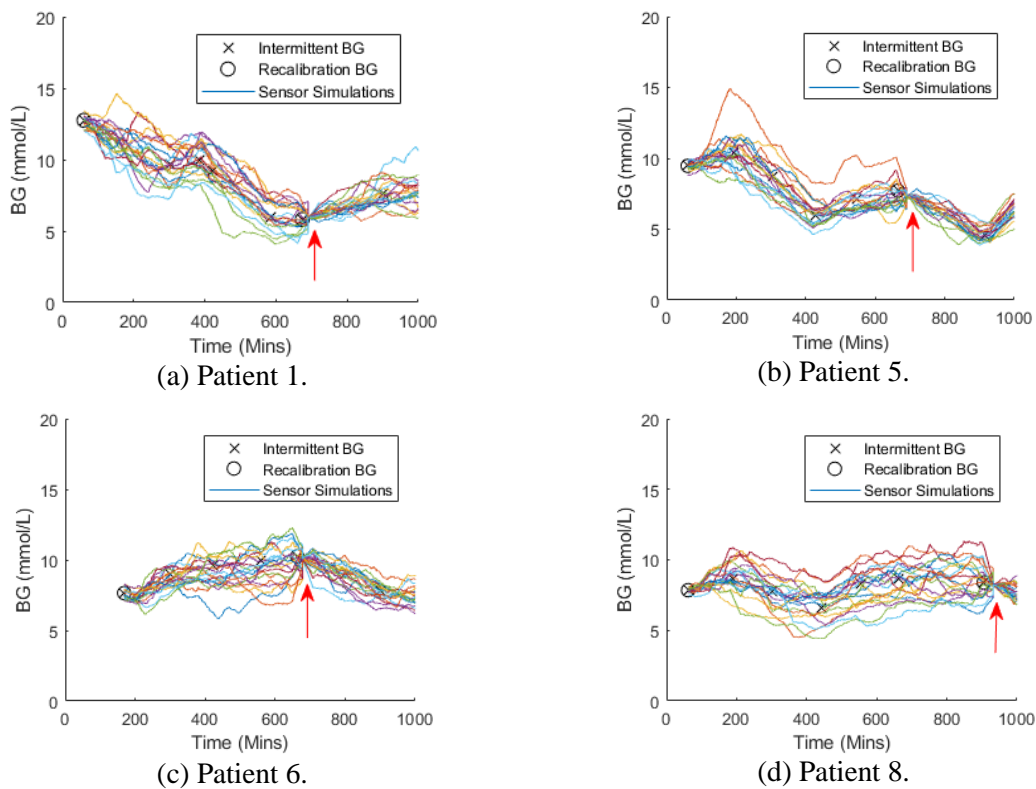 20
15
10
5
0
BG (mmol/L)
Intermittent BG
Recalibration BG
Sensor Simulations
0 200 400 600 800 1000
Time (Mins)
(a) Patient 1.
20
15
10
5
0
BG (mmol/L)
Intermittent BG
Recalibration BG
Sensor Simulations
0 200 400 600 800 1000
Time (Mins)
(b) Patient 5.
20
15
10
5
0
BG (mmol/L)
Intermittent BG
Recalibration BG
Sensor Simulations
0 200 400 600 800 1000
Time (Mins)
(c) Patient 6.
20
15
10
5
0
BG (mmol/L)
Intermittent BG
Recalibration BG
Sensor Simulations
0 200 400 600 800 1000
Time (Mins)
(d) Patient 8.